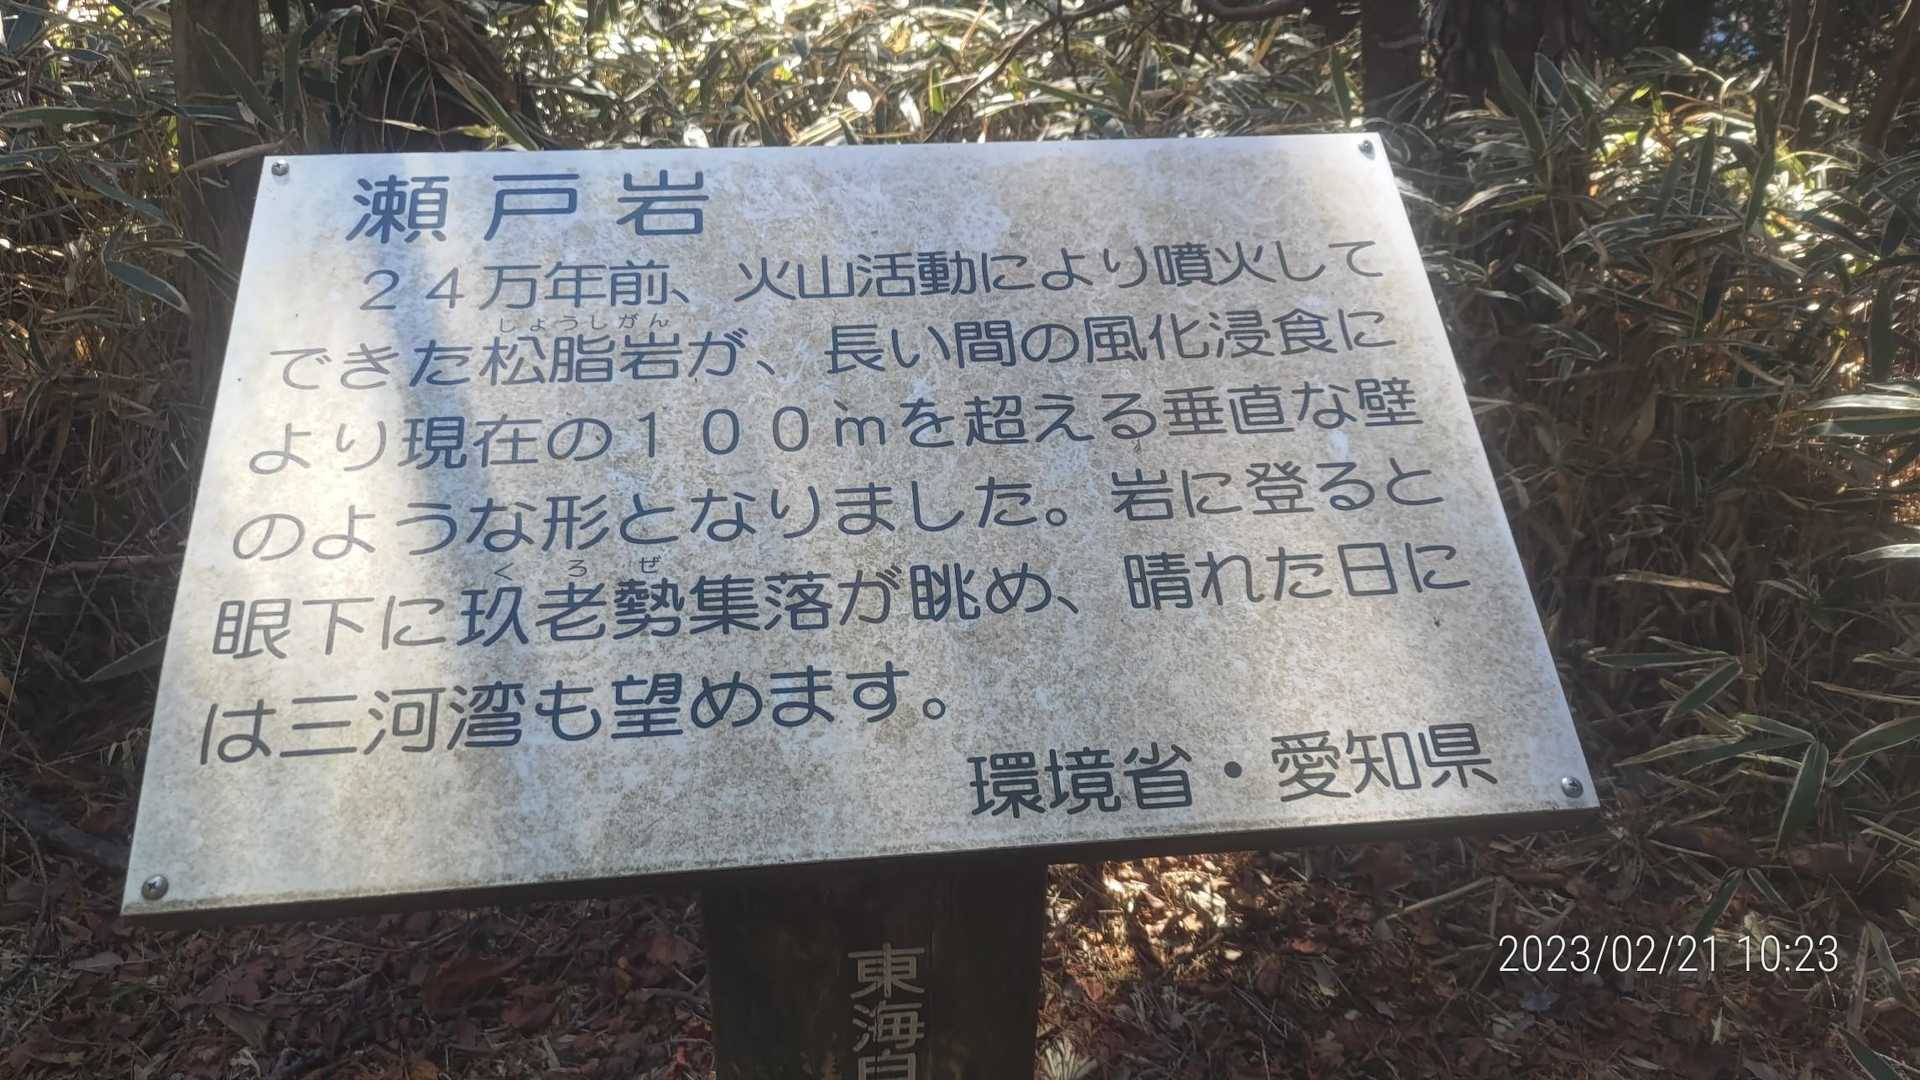 瀬戸岩
24万年前、火山活動により噴火して
しょうしがん
できた松脂岩が、長い間の風化浸食に
より現在の100mを超える垂直な壁
のような形となりました。岩に登ると
くろぜ
眼下に玖老勢集落が眺め、晴れた日に
は三河湾も望めます。
環境省・愛知県
東海自
2023/02/21 10:23